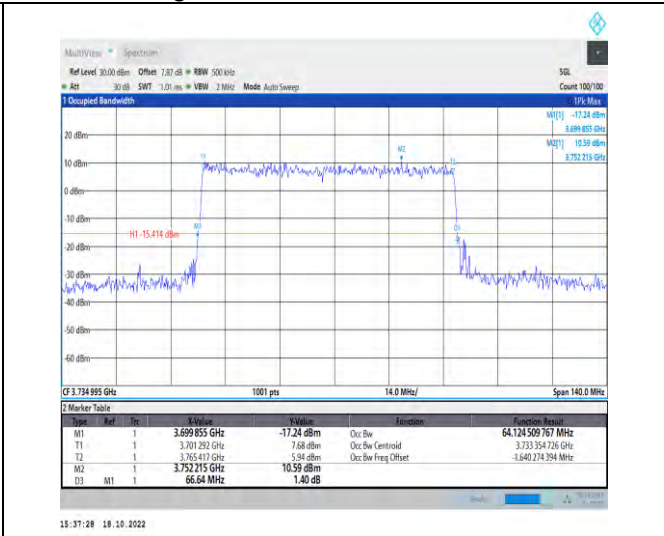 MultiView Spectrum
Ref Level 30.00 dBm Offset 7.87 dB RBW 500 kHz SGL
Att 30 dB SWT 1.01 ms VBW 2 MHz Mode Auto Sweep Count 100/100
1 Occupied Bandwidth 1Pk Max
M1[1] -17.24 dBm
3.699 855 GHz
M2[1] 10.59 dBm
3.752 215 GHz
20 dBm
10 dBm
0 dBm
-10 dBm
H1 -15.414 dBm
-20 dBm
-30 dBm
-40 dBm
-50 dBm
-60 dBm
T1
M2
T2
D3
CF 3.734 995 GHz 1001 pts 14.0 MHz/ Span 140.0 MHz
2 Marker Table
Type Ref Trc X-Value Y-Value Function Function Result
M1 1 3.699 855 GHz -17.24 dBm Occ Bw 64.124 509 767 MHz
T1 1 3.701 292 GHz 7.68 dBm Occ Bw Centroid 3.733 354 726 GHz
T2 1 3.765 417 GHz 5.94 dBm Occ Bw Freq Offset -1.640 274 394 MHz
M2 1 3.752 215 GHz 10.59 dBm
D3 M1 1 66.64 MHz 1.40 dB
15:37:28 18.10.2022